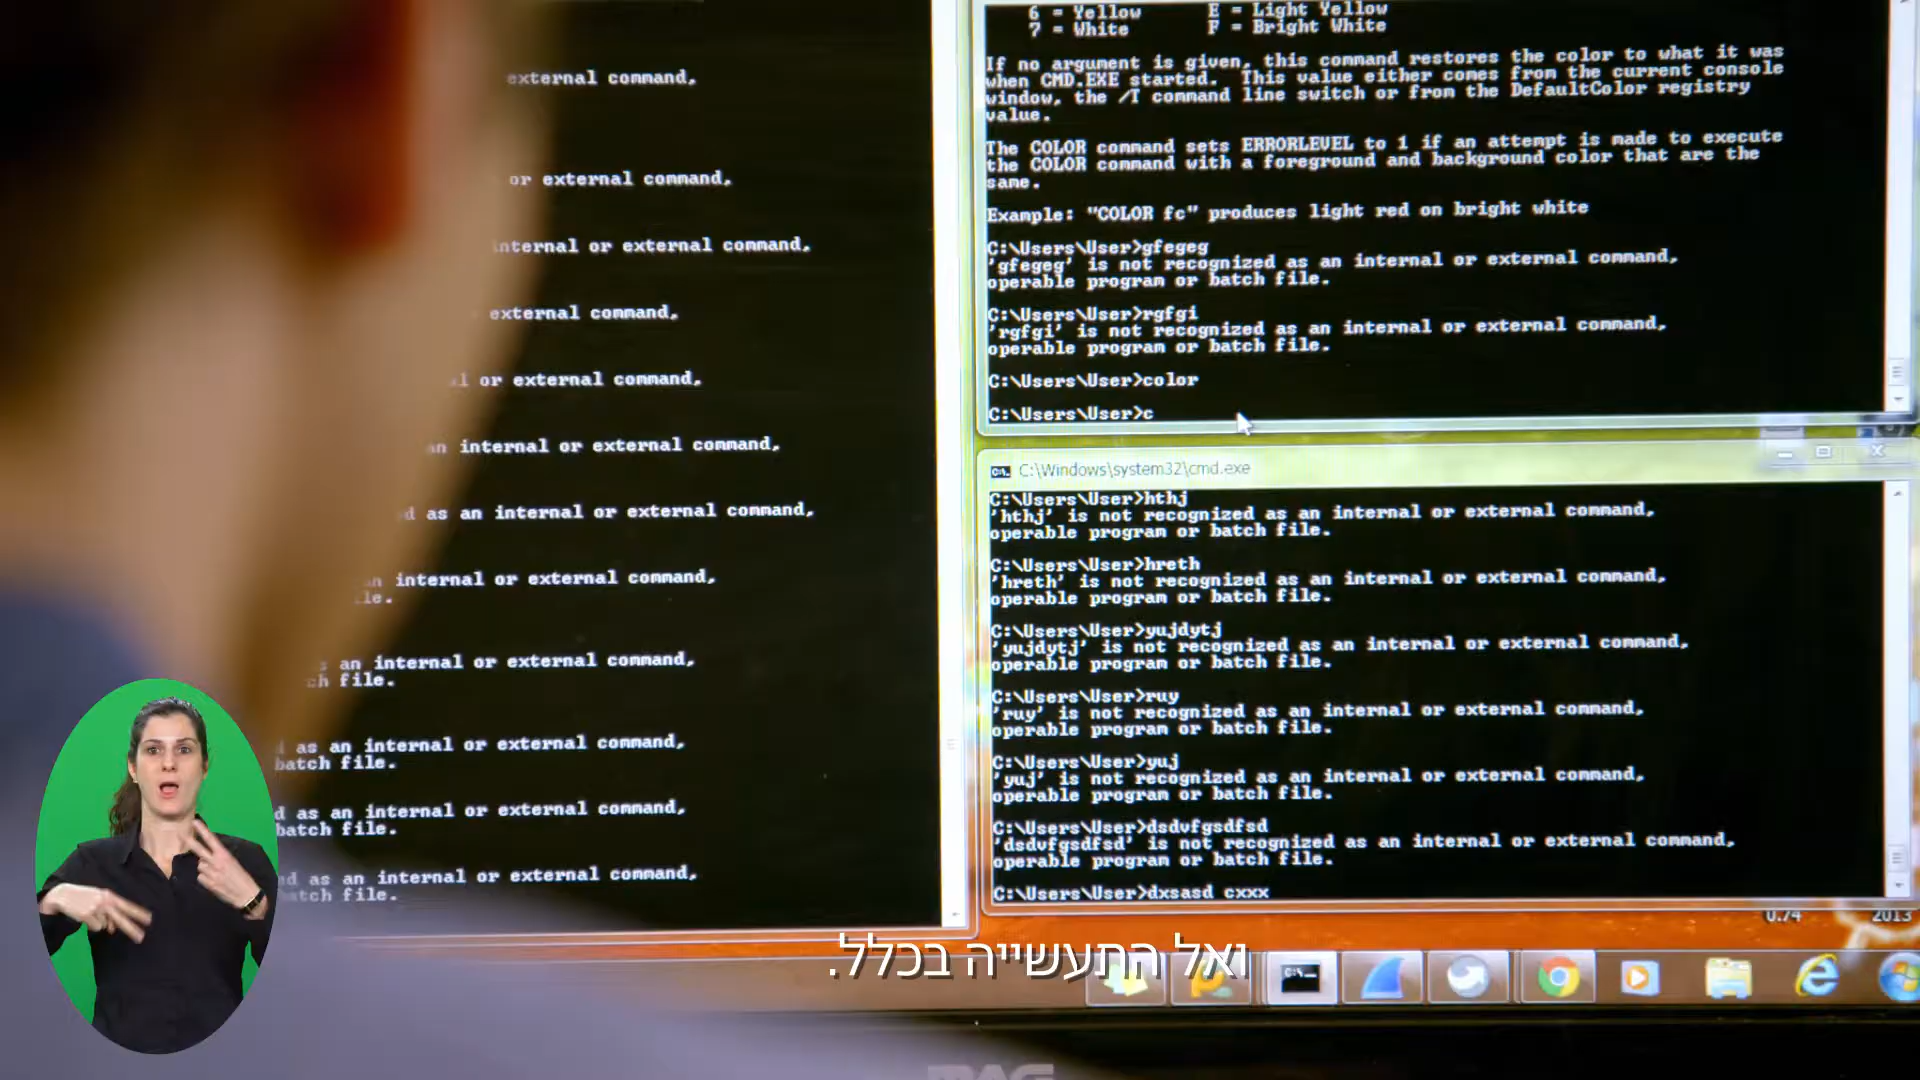 external command,
or external command,
internal or external command,
external command,
or external command,
an internal or external command,
as an internal or external command,
an internal or external command,
an internal or external command,
file.
as an internal or external command,
batch file.
as an internal or external command,
batch file.
as an internal or external command,
batch file.
6 = Yellow E = Light Yellow
7 = White F = Bright White
If no argument is given, this command restores the color to what it was
when CMD.EXE started. This value either comes from the current console
window, the /T command line switch or from the DefaultColor registry
value.
The COLOR command sets ERRORLEVEL to 1 if an attempt is made to execute
the COLOR command with a foreground and background color that are the
same.
Example: "COLOR fc" produces light red on bright white
C:\Users\User>gfegeg
'gfegeg' is not recognized as an internal or external command,
operable program or batch file.
C:\Users\User>rgfgi
'rgfgi' is not recognized as an internal or external command,
operable program or batch file.
C:\Users\User>color
C:\Users\User>c
C:\Windows\system32\cmd.exe
C:\Users\User>hthj
'hthj' is not recognized as an internal or external command,
operable program or batch file.
C:\Users\User>hreth
'hreth' is not recognized as an internal or external command,
operable program or batch file.
C:\Users\User>yujdytj
'yujdytj' is not recognized as an internal or external command,
operable program or batch file.
C:\Users\User>ruy
'ruy' is not recognized as an internal or external command,
operable program or batch file.
C:\Users\User>yuj
'yuj' is not recognized as an internal or external command,
operable program or batch file.
C:\Users\User>dsdvfgsdfsd
'dsdvfgsdfsd' is not recognized as an internal or external command,
operable program or batch file.
C:\Users\User>dxsasd cxxx
0.74 2013
ואל התעשייה בכלל.
MAG